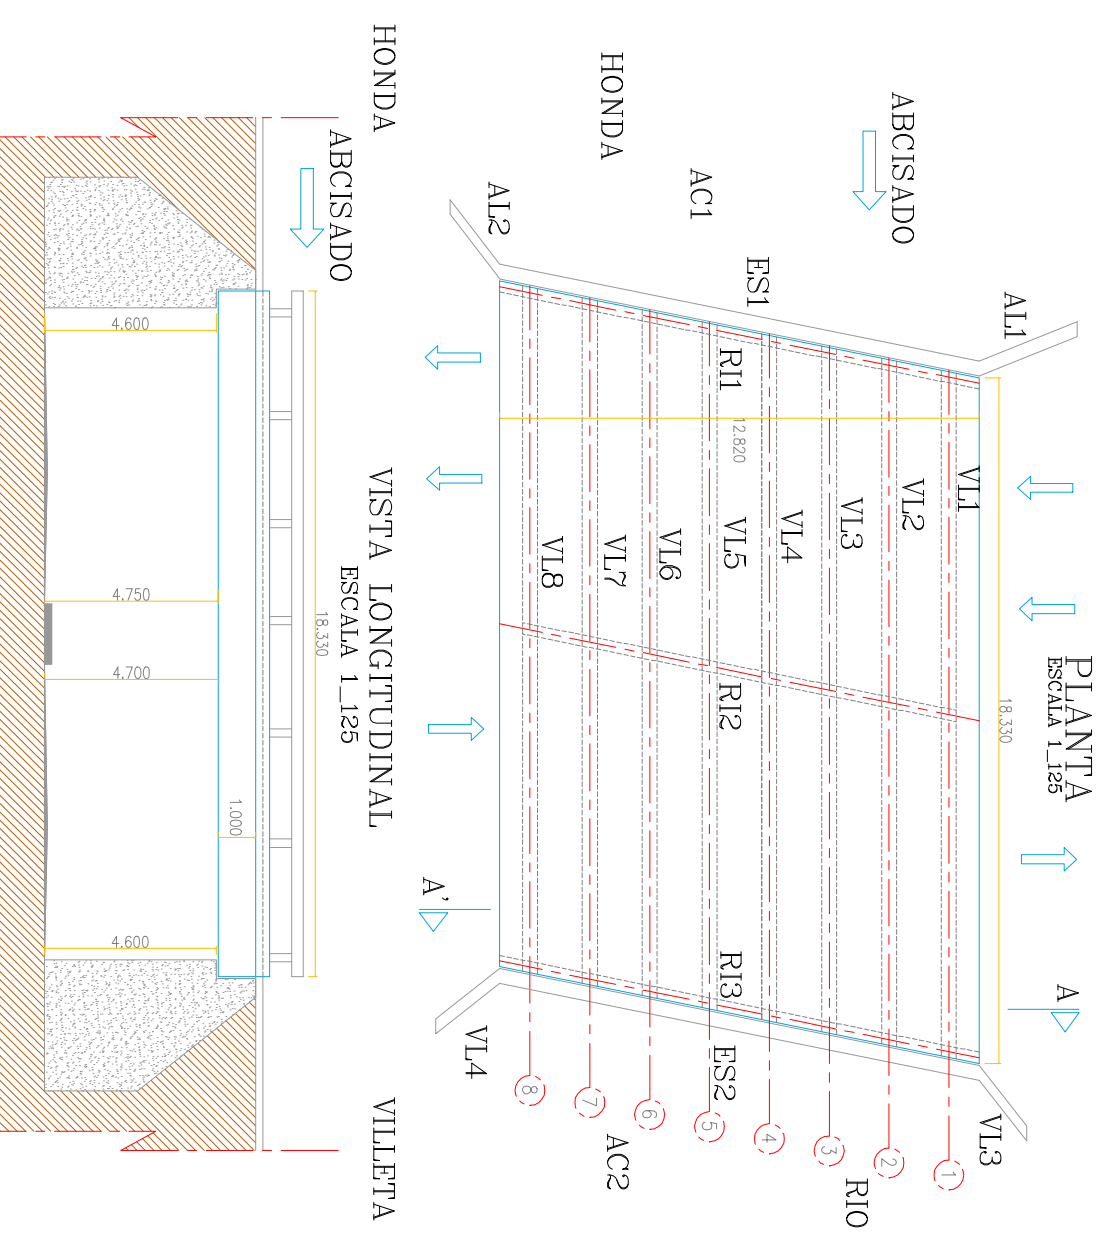 PLANTA
ESCALA 1_125
18.330
AL1
VL3
A
ABCISADO
VL1
VL2
VL3
VL4
VL5
VL6
VL7
VL8
RIO
ES1
RI1
12.820
RI2
RI3
ES2
AC1
HONDA
AC2
1
2
3
4
5
6
7
8
AL2
VL4
A'
HONDA
VISTA LONGITUDINAL
ESCALA 1_125
VILLETA
ABCISADO
18.330
1.000
4.600
4.750
4.700
4.600